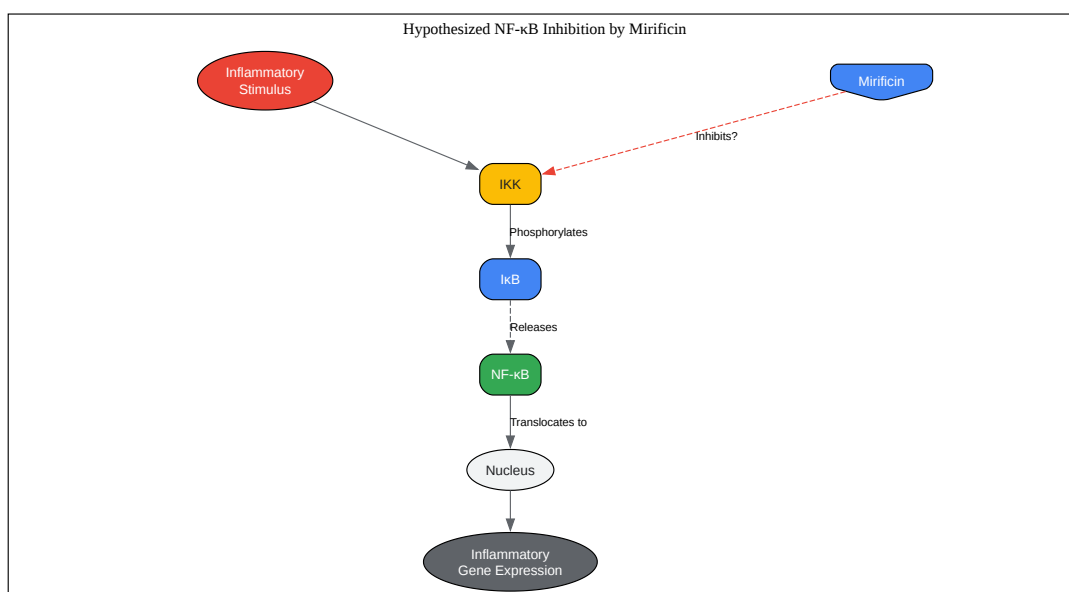 Hypothesized NF-κB Inhibition by Mirificin
Inflammatory
Stimulus
Mirificin
Inhibits?
IKK
Phosphorylates
IκB
Releases
NF-κB
Translocates to
Nucleus
Inflammatory
Gene Expression